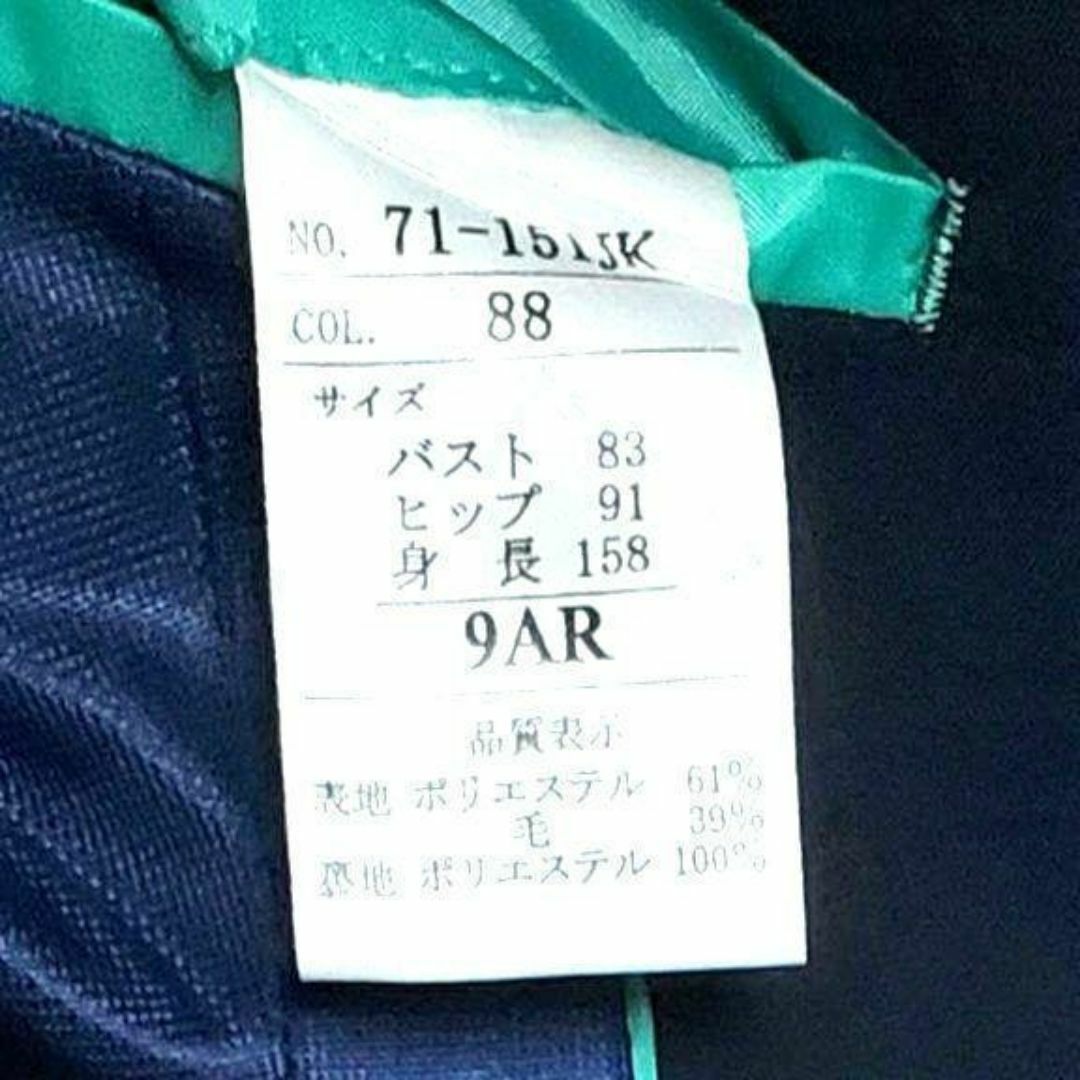 NO. 71-151JK
COL. 88
サイズ
バスト 83
ヒップ 91
身長 158
9AR
品質表示
表地 ポリエステル 61%
毛 39%
裏地 ポリエステル 100%